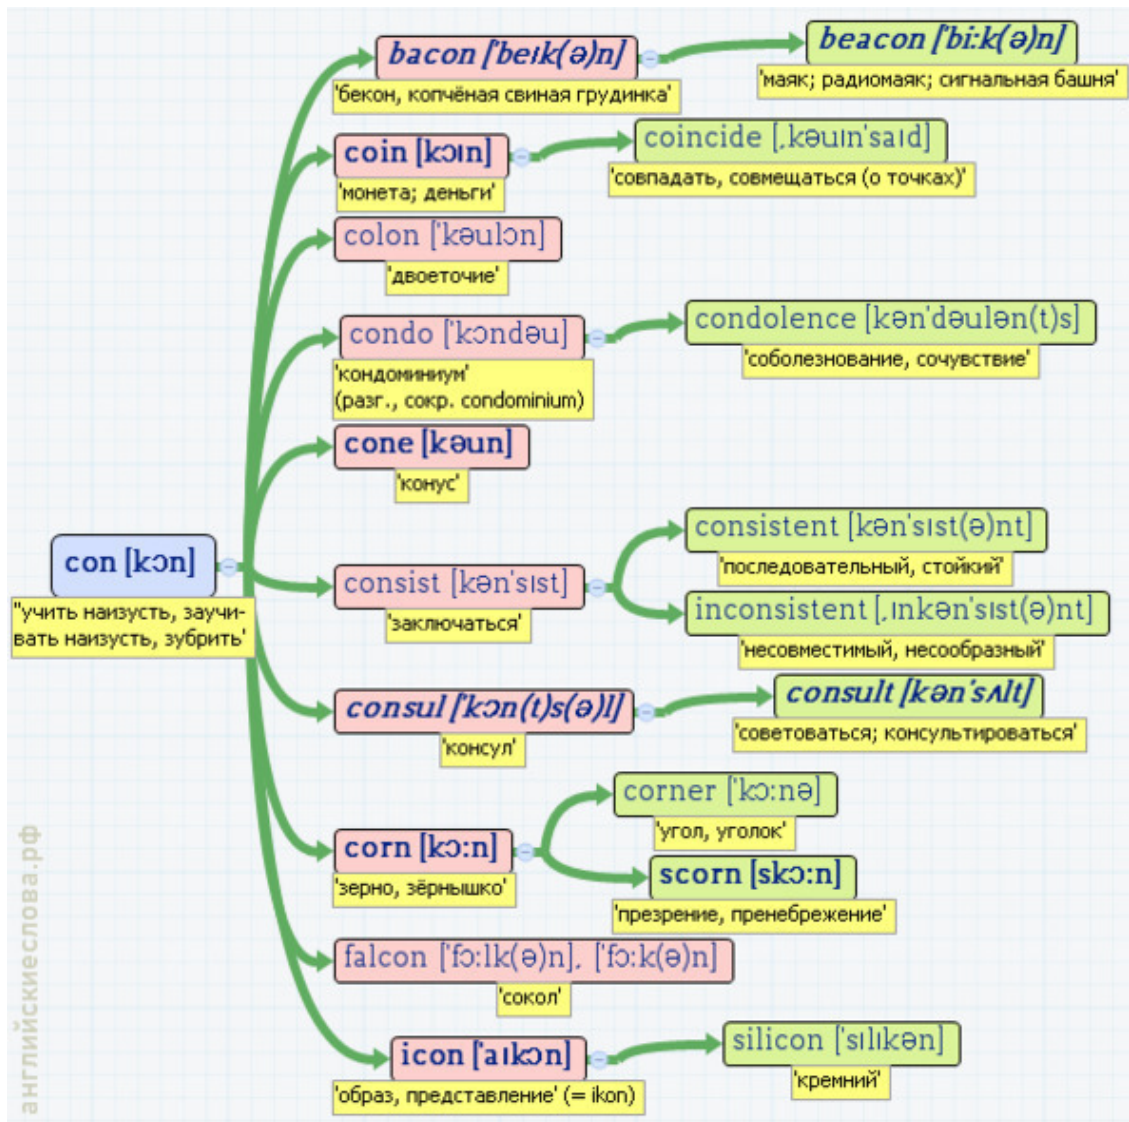 bacon ['beɪk(ə)n]
'бекон, копчёная свиная грудинка'
beacon ['bi:k(ə)n]
'маяк; радиомаяк; сигнальная башня'
coin [kɔɪn]
'монета; деньги'
coincide [ˌkəuɪn'saɪd]
'совпадать, совмещаться (о точках)'
colon ['kəulɔn]
'двоеточие'
condo ['kɔndəu]
'кондоминиум'
(разг., сокр. condominium)
condolence [kən'dəulən(t)s]
'соболезнование, сочувствие'
cone [kəun]
'конус'
con [kɔn]
"учить наизусть, заучи-
вать наизусть, зубрить'
consist [kən'sɪst]
'заключаться'
consistent [kən'sɪst(ə)nt]
'последовательный, стойкий'
inconsistent [ˌɪnkən'sɪst(ə)nt]
'несовместимый, несообразный'
consul ['kɔn(t)s(ə)l]
'консул'
consult [kən'sʌlt]
'советоваться; консультироваться'
corn [kɔ:n]
'зерно, зёрнышко'
corner ['kɔ:nə]
'угол, уголок'
scorn [skɔ:n]
'презрение, пренебрежение'
falcon ['fɔ:lk(ə)n], ['fɔ:k(ə)n]
'сокол'
icon ['aɪkɔn]
'образ, представление' (= ikon)
silicon ['sɪlɪkən]
'кремний'
английскиеслова.рф